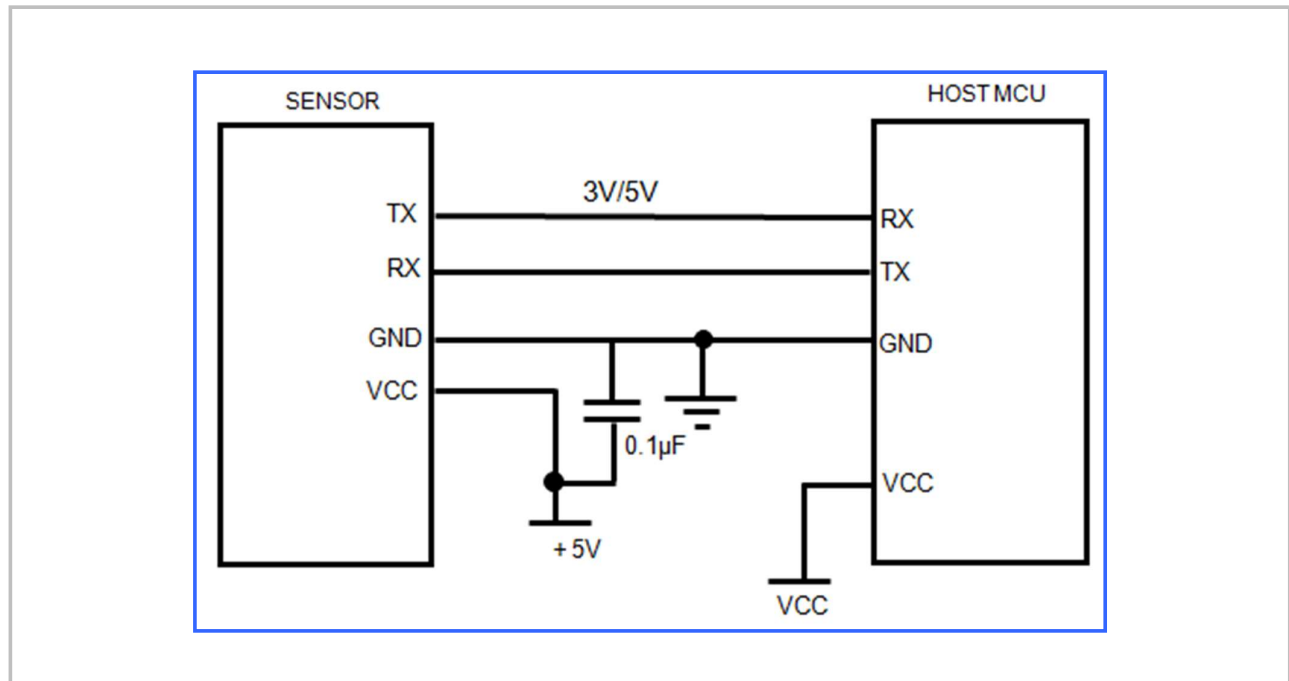 SENSOR
HOST MCU
3V/5V
TX
RX
RX
TX
GND
GND
VCC
0.1µF
VCC
+5V
VCC